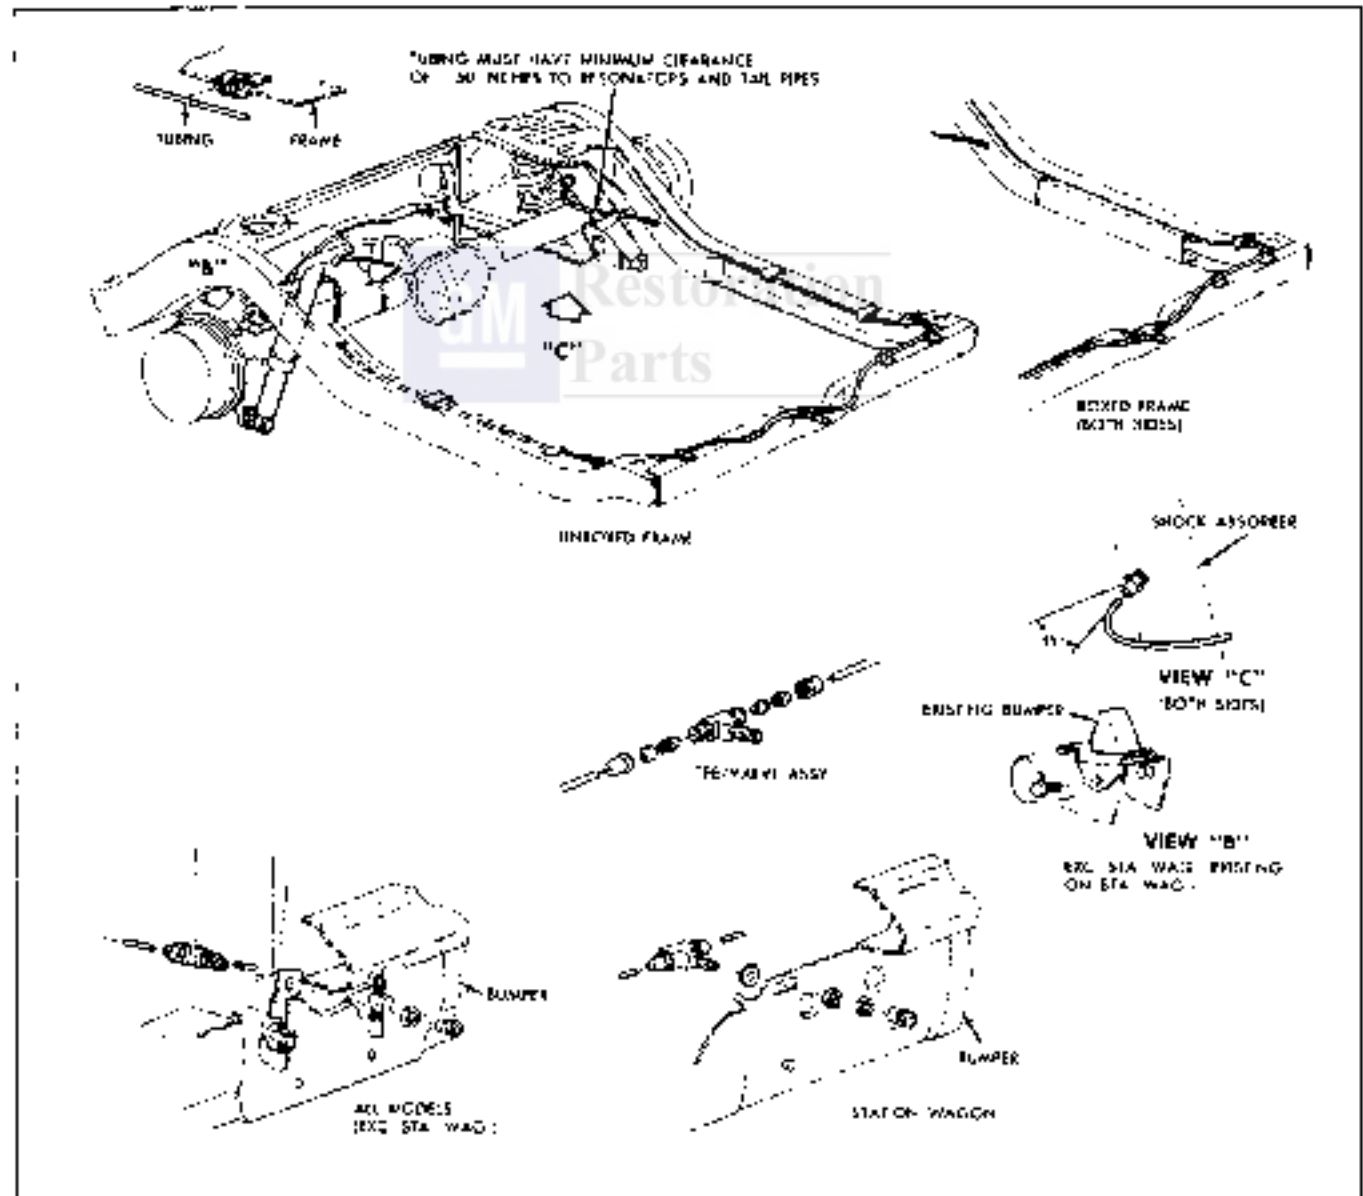 TUBING MUST HAVE MINIMUM CLEARANCE
OF .50 INCHES TO RESONATORS AND TAIL PIPES
TUBING
FRAME
"B"
GM
Restoration
Parts
"C"
BOXED FRAME
(BOTH SIDES)
UNBOXED FRAME
SHOCK ABSORBER
VIEW "C"
(BOTH SIDES)
EXISTING BUMPER
TEE/VALVE ASSY
VIEW "B"
EXC STA WAG EXISTING
ON STA WAG
BUMPER
BUMPER
ALL MODELS
(EXC STA WAG)
STATION WAGON